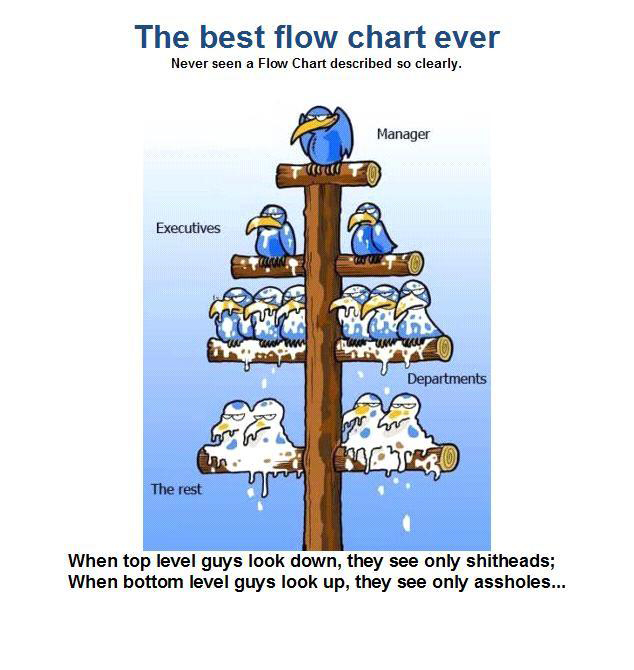 The best flow chart ever
Never seen a Flow Chart described so clearly.
Manager
Executives
Departments
The rest
When top level guys look down, they see only shitheads;
When bottom level guys look up, they see only assholes...